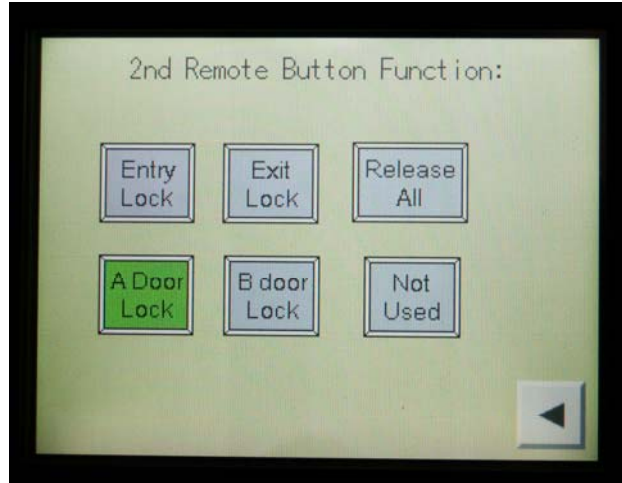 2nd Remote Button Function:
Entry
Lock
Exit
Lock
Release
All
A Door
Lock
B door
Lock
Not
Used